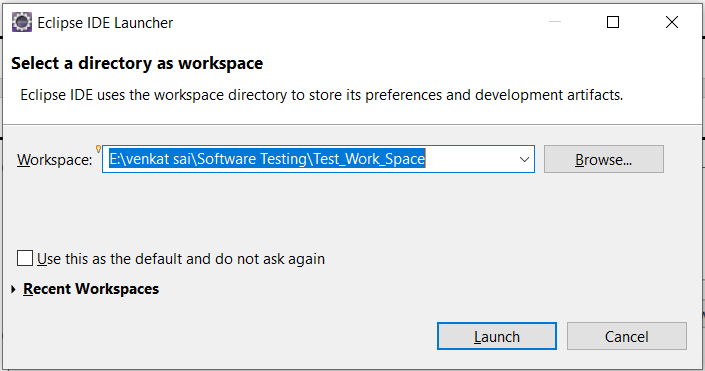 Eclipse IDE Launcher
Select a directory as workspace
Eclipse IDE uses the workspace directory to store its preferences and development artifacts.
Workspace: E:\venkat sai\Software Testing\Test_Work_Space Browse...
Use this as the default and do not ask again
Recent Workspaces
Launch Cancel